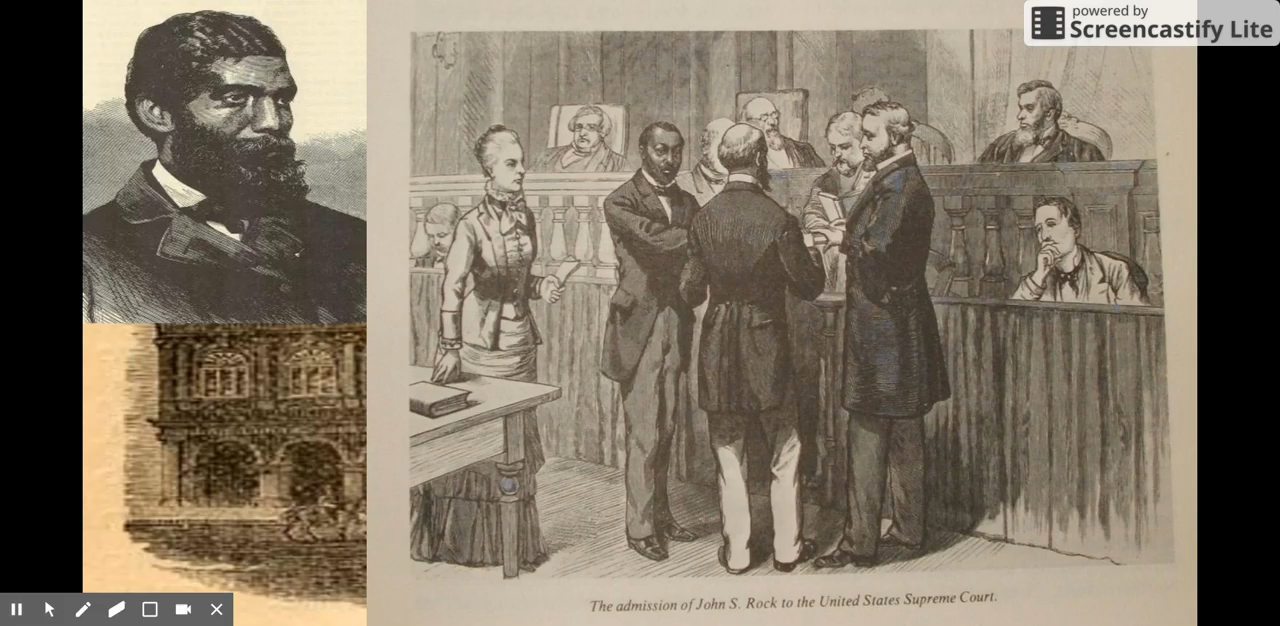 powered by
Screencastify Lite
The admission of John S. Rock to the United States Supreme Court.